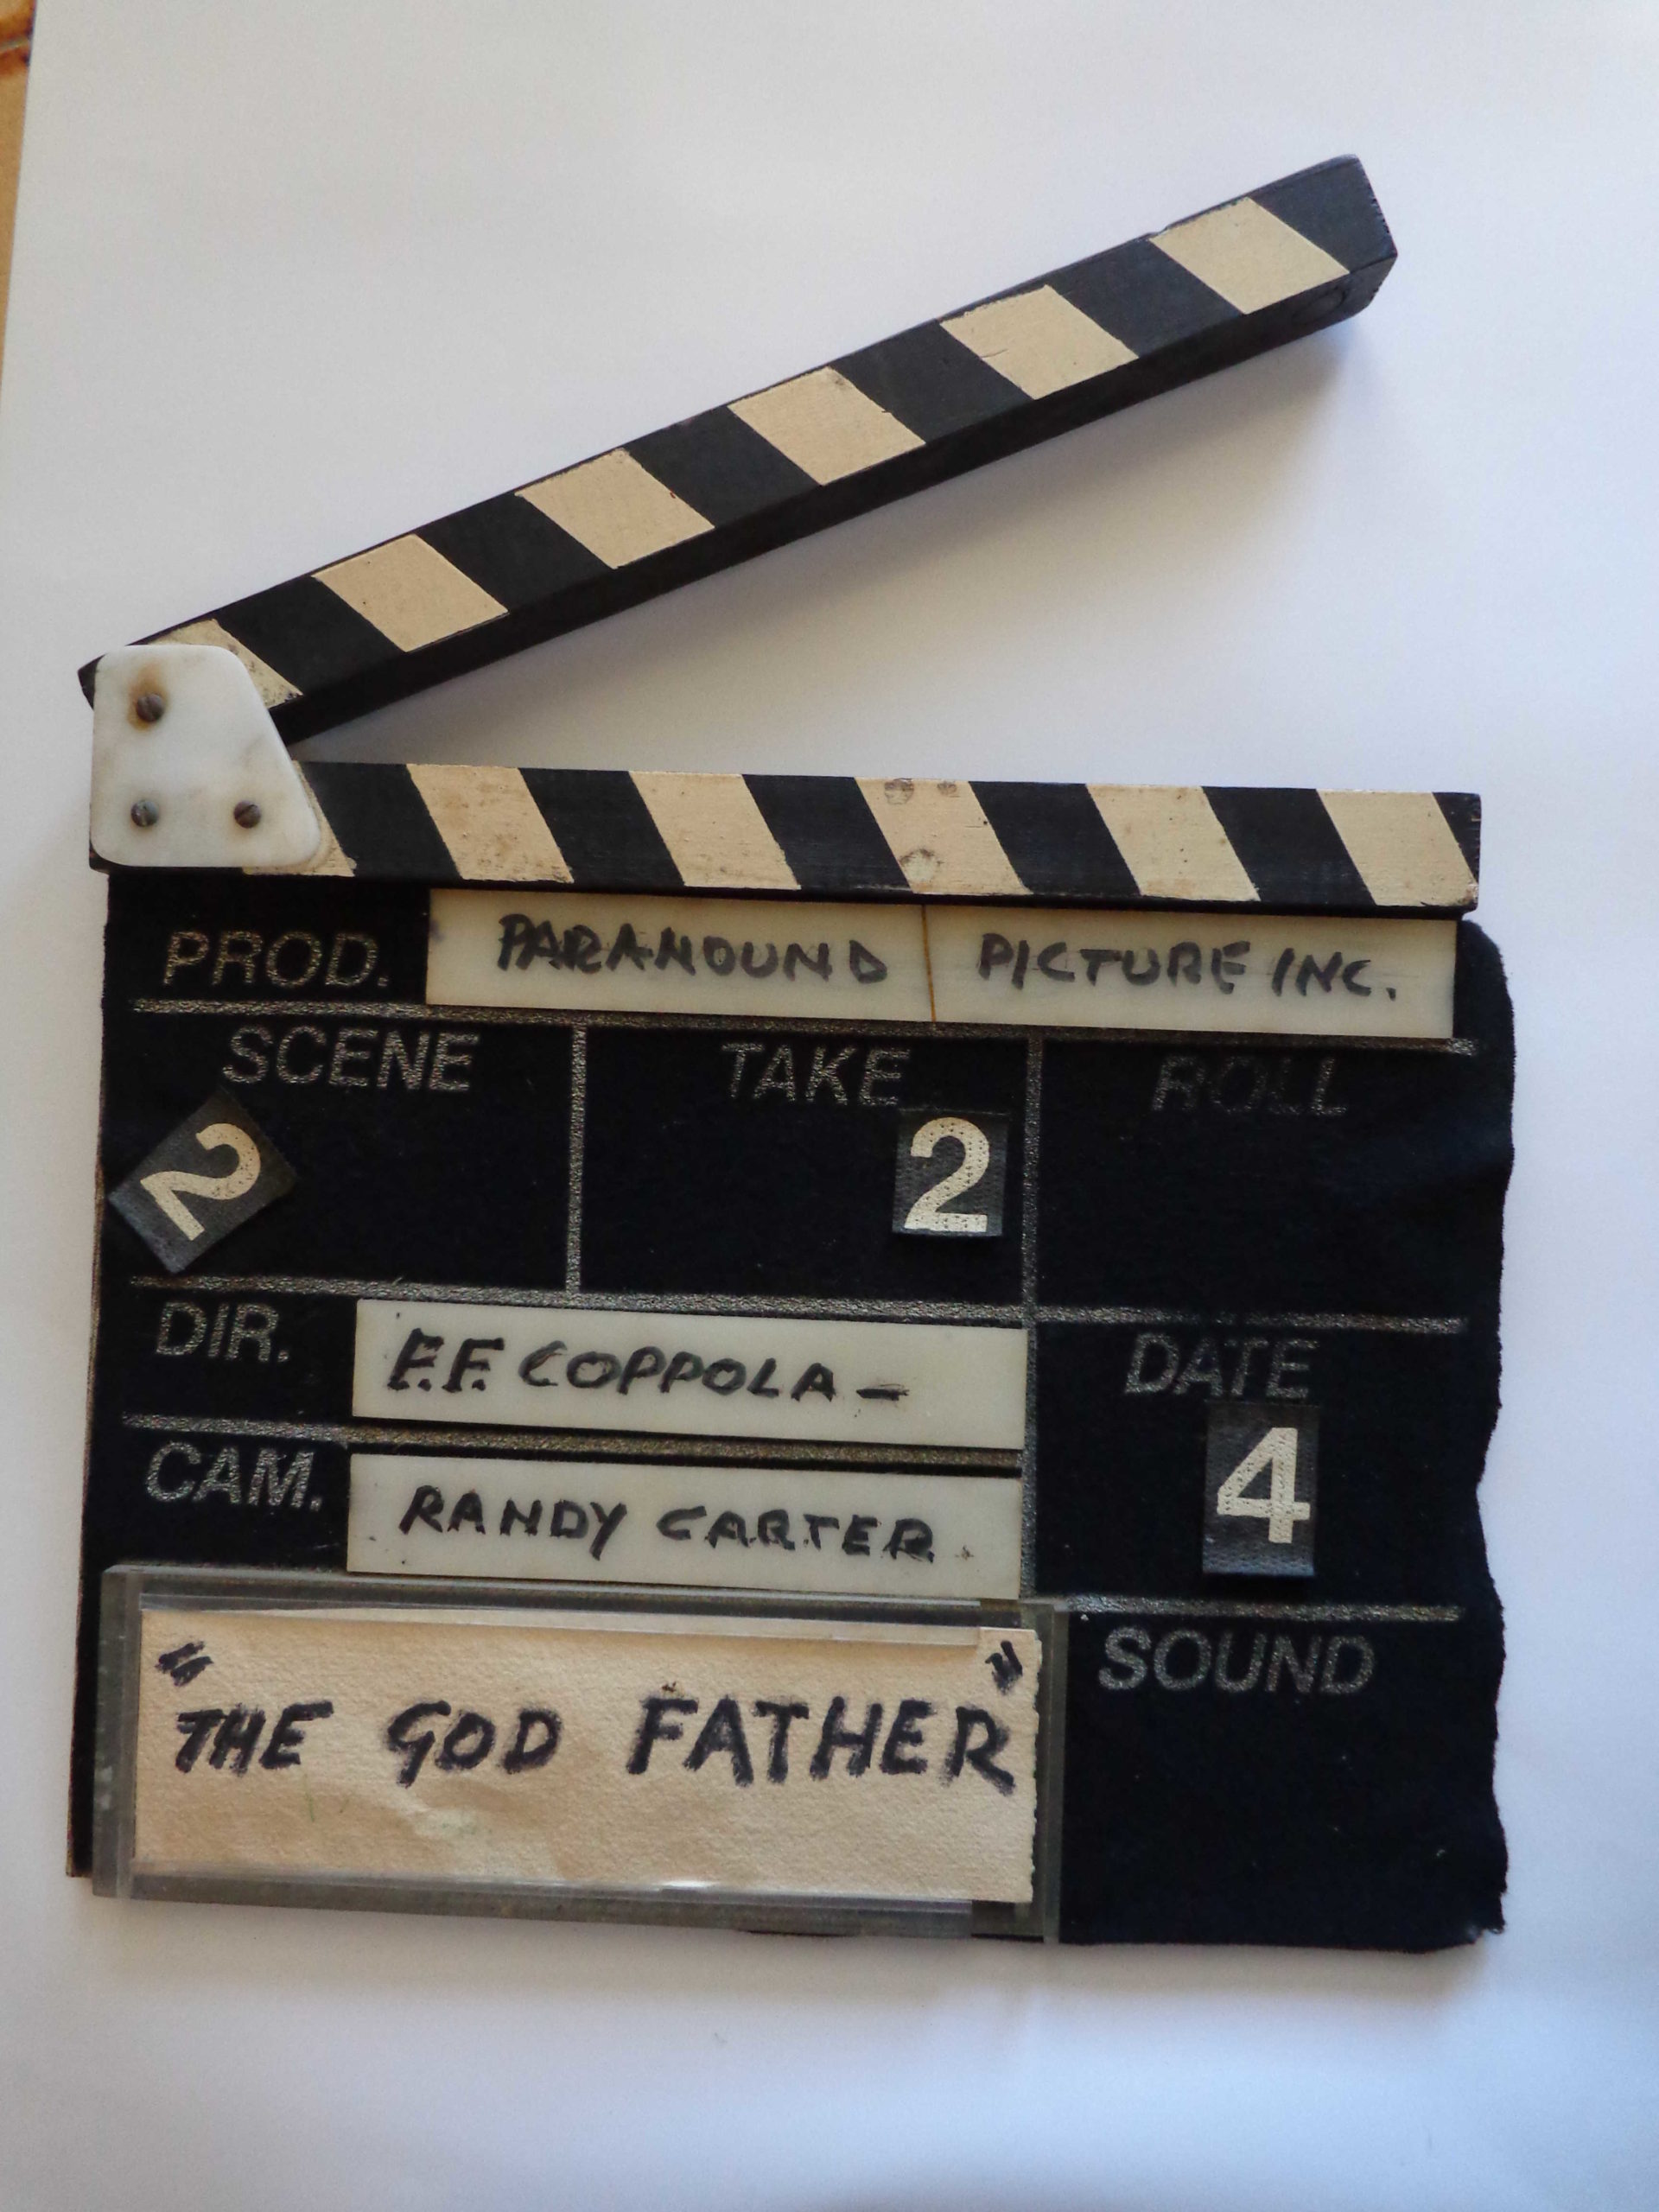 PROD. PARAMOUND PICTURE INC.
SCENE TAKE ROLL
2 2
DIR. F.F. COPPOLA - DATE
4
CAM. RANDY CARTER
"THE GOD FATHER"
SOUND